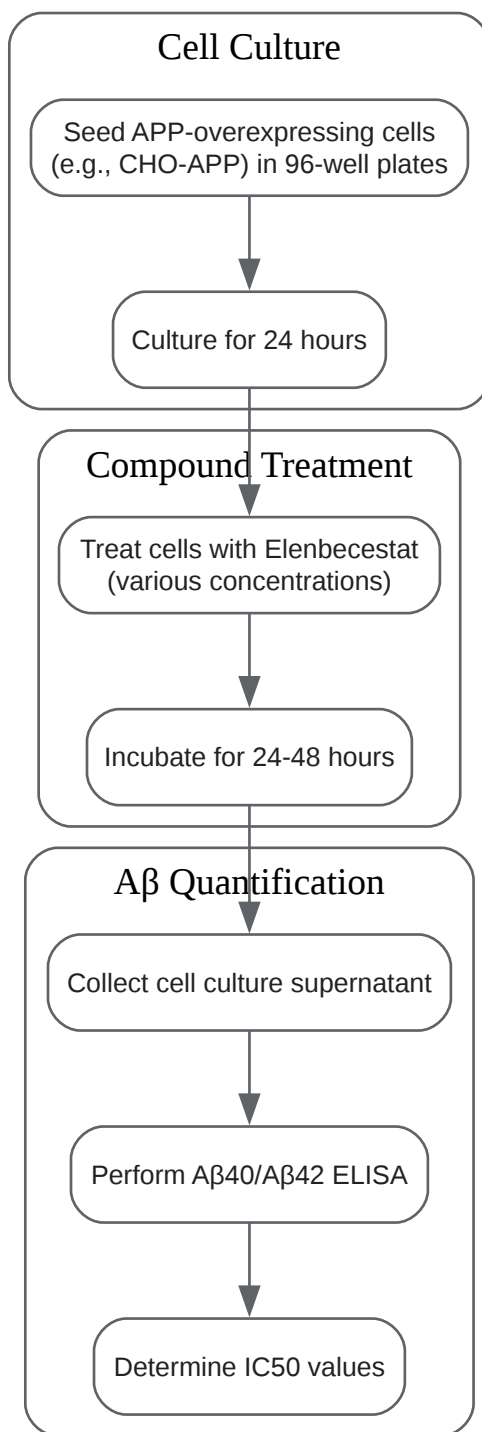 Cell Culture
Seed APP-overexpressing cells
(e.g., CHO-APP) in 96-well plates
Culture for 24 hours
Compound Treatment
Treat cells with Elenbecestat
(various concentrations)
Incubate for 24-48 hours
Aβ Quantification
Collect cell culture supernatant
Perform Aβ40/Aβ42 ELISA
Determine IC50 values